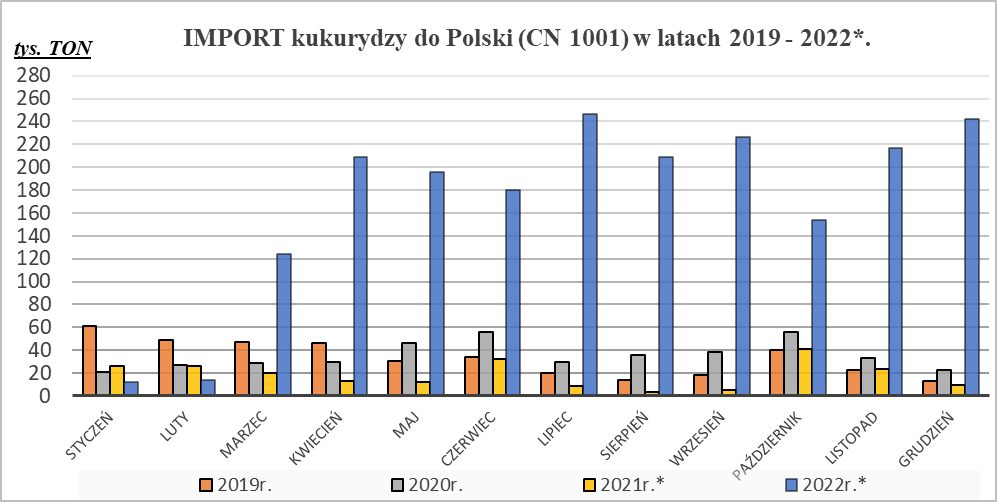 IMPORT kukurydzy do Polski (CN 1001) w latach 2019 - 2022*.
tys. TON
280
260
240
220
200
180
160
140
120
100
80
60
40
20
0
STYCZEŃ
LUTY
MARZEC
KWIECIEŃ
MAJ
CZERWIEC
LIPIEC
SIERPIEŃ
WRZESIEŃ
PAŹDZIERNIK
LISTOPAD
GRUDZIEŃ
2019r. 2020r. 2021r.* 2022r.*